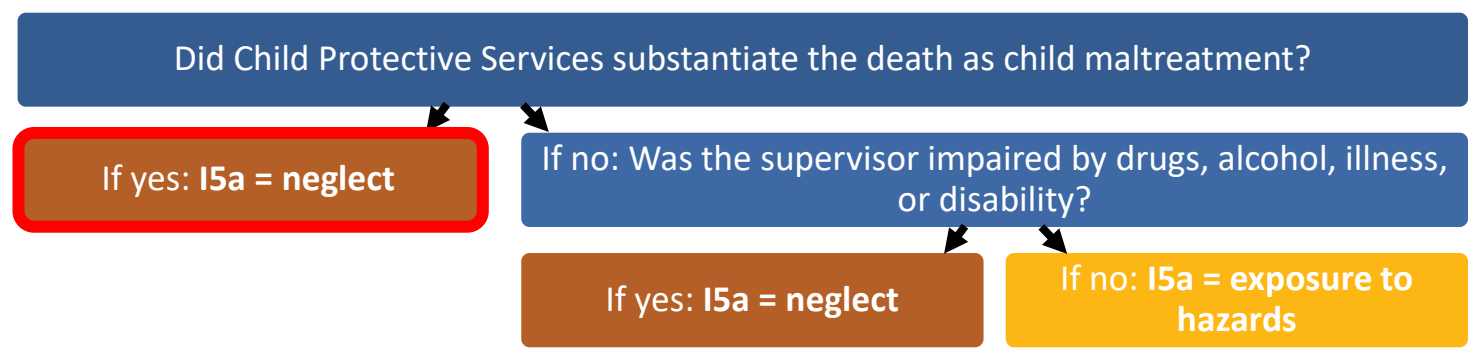 Did Child Protective Services substantiate the death as child maltreatment?
If yes: I5a = neglect
If no: Was the supervisor impaired by drugs, alcohol, illness,
or disability?
If yes: I5a = neglect
If no: I5a = exposure to
hazards